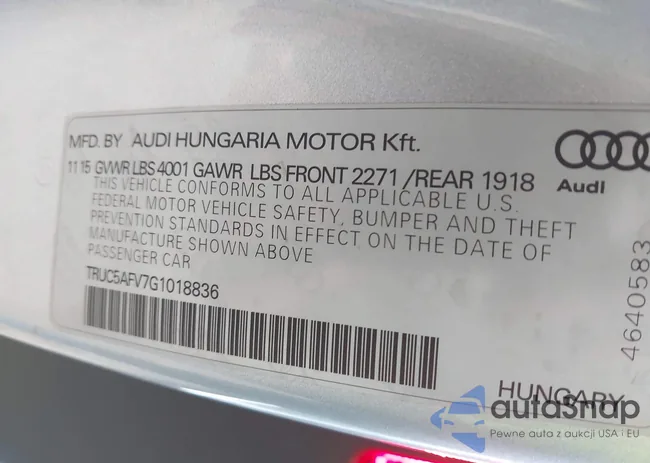 MFD. BY AUDI HUNGARIA MOTOR Kft.
11 15 GVWR LBS 4001 GAWR LBS FRONT 2271 /REAR 1918
THIS VEHICLE CONFORMS TO ALL APPLICABLE U.S.
FEDERAL MOTOR VEHICLE SAFETY, BUMPER AND THEFT
PREVENTION STANDARDS IN EFFECT ON THE DATE OF
MANUFACTURE SHOWN ABOVE
PASSENGER CAR
TRUC5AFV7G1018836
Audi
4640583
HUNGARY
autoSnap
Pewne auta z aukcji USA i EU